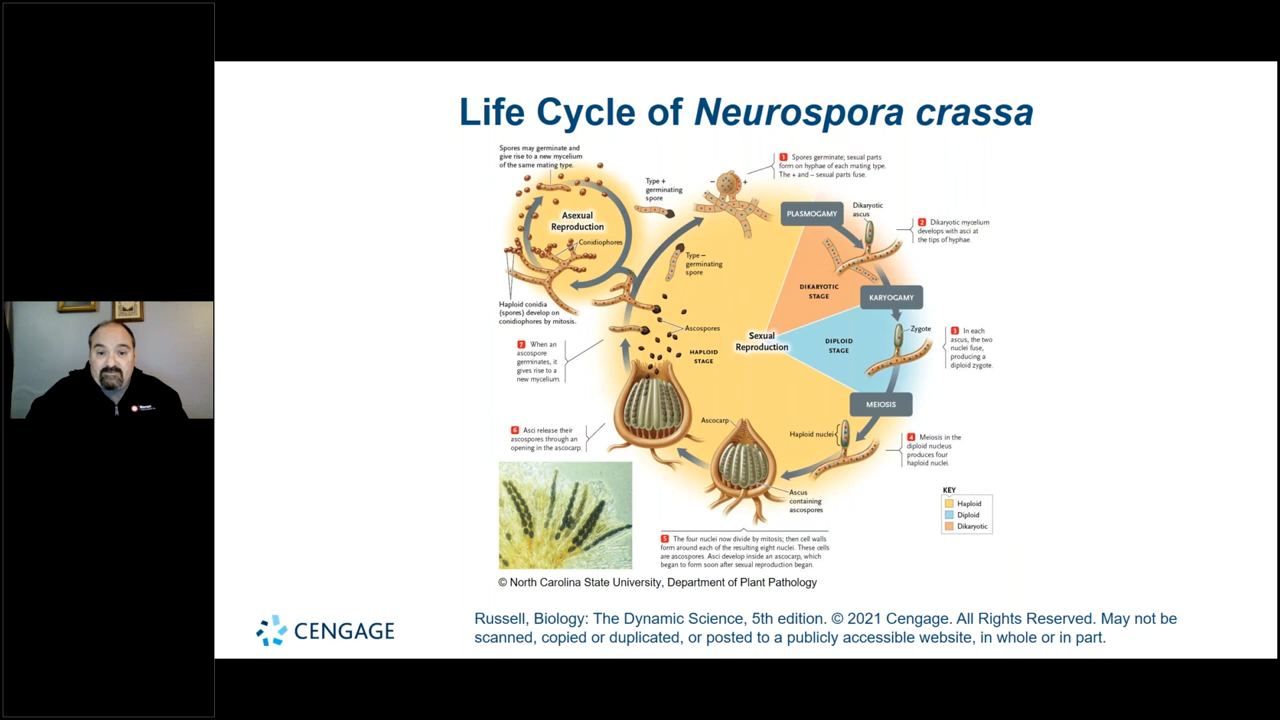 Life Cycle of Neurospora crassa
Spores may germinate and
give rise to a new mycelium
of the same mating type.
Asexual
Reproduction
Conidiophores
Haploid conidia
(spores) develop on
conidiophores by mitosis.
Type +
germinating
spore
Type −
germinating
spore
− +
1 Spores germinate; sexual parts
form on hyphae of each mating type.
The + and − sexual parts fuse.
PLASMOGAMY
Dikaryotic
ascus
2 Dikaryotic mycelium
develops with asci at
the tips of hyphae.
DIKARYOTIC
STAGE
KARYOGAMY
Zygote
3 In each
ascus, the two
nuclei fuse,
producing a
diploid zygote.
Sexual
Reproduction
DIPLOID
STAGE
MEIOSIS
Haploid nuclei
4 Meiosis in the
diploid nucleus
produces four
haploid nuclei.
Ascocarp
Ascus
containing
ascospores
5 The four nuclei now divide by mitosis; then cell walls
form around each of the resulting eight nuclei. These cells
are ascospores. Asci develop inside an ascocarp, which
began to form soon after sexual reproduction began.
6 Asci release their
ascospores through an
opening in the ascocarp.
7 When an
ascospore
germinates, it
gives rise to a
new mycelium.
Ascospores
HAPLOID
STAGE
KEY
Haploid
Diploid
Dikaryotic
© North Carolina State University, Department of Plant Pathology
CENGAGE
Russell, Biology: The Dynamic Science, 5th edition. © 2021 Cengage. All Rights Reserved. May not be
scanned, copied or duplicated, or posted to a publicly accessible website, in whole or in part.